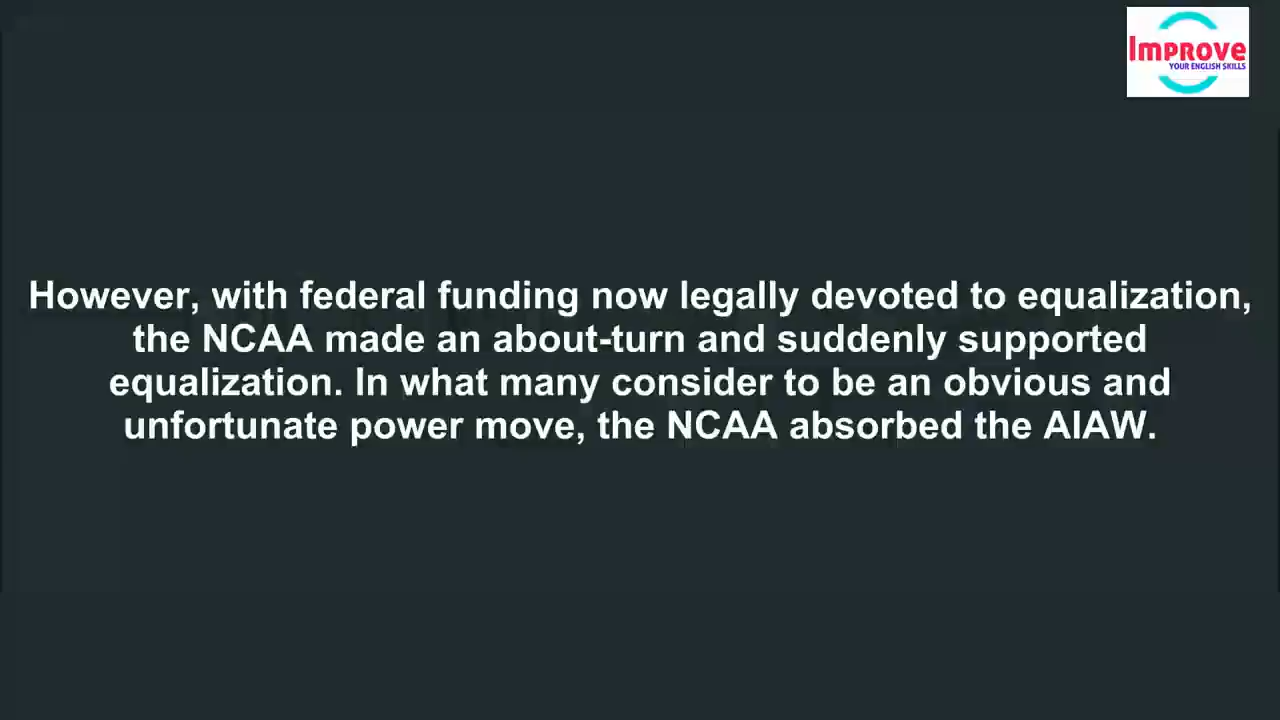 Improve
YOUR ENGLISH SKILLS
However, with federal funding now legally devoted to equalization,
the NCAA made an about-turn and suddenly supported
equalization. In what many consider to be an obvious and
unfortunate power move, the NCAA absorbed the AIAW.